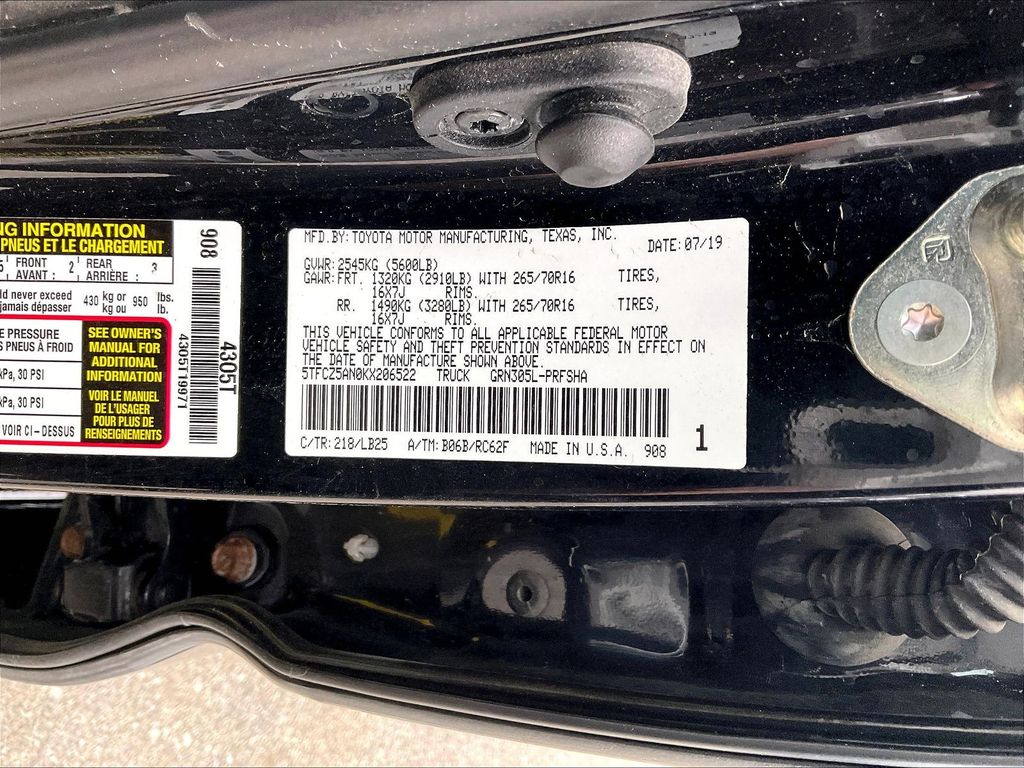 NG INFORMATION
PNEUS ET LE CHARGEMENT
5 FRONT 2 REAR 3
AVANT : ARRIÈRE :
ld never exceed 430 kg or 950 lbs.
jamais dépasser kg ou lb.
E PRESSURE
S PNEUS À FROID
kPa, 30 PSI
kPa, 30 PSI
VOIR CI-DESSUS
SEE OWNER'S
MANUAL FOR
ADDITIONAL
INFORMATION
VOIR LE MANUEL
DE L'USAGER
POUR PLUS DE
RENSEIGNEMENTS
908
4305T
4305T19971
MFD.BY:TOYOTA MOTOR MANUFACTURING, TEXAS, INC. DATE:07/19
GVWR:2545KG (5600LB)
GAWR:FRT. 1320KG (2910LB) WITH 265/70R16 TIRES,
16X7J RIMS.
RR. 1490KG (3280LB) WITH 265/70R16 TIRES,
16X7J RIMS.
THIS VEHICLE CONFORMS TO ALL APPLICABLE FEDERAL MOTOR
VEHICLE SAFETY AND THEFT PREVENTION STANDARDS IN EFFECT ON
THE DATE OF MANUFACTURE SHOWN ABOVE.
5TFCZ5AN0KX206522 TRUCK GRN305L-PRFSHA
C/TR:218/LB25 A/TM:B06B/RC62F MADE IN U.S.A. 908 1